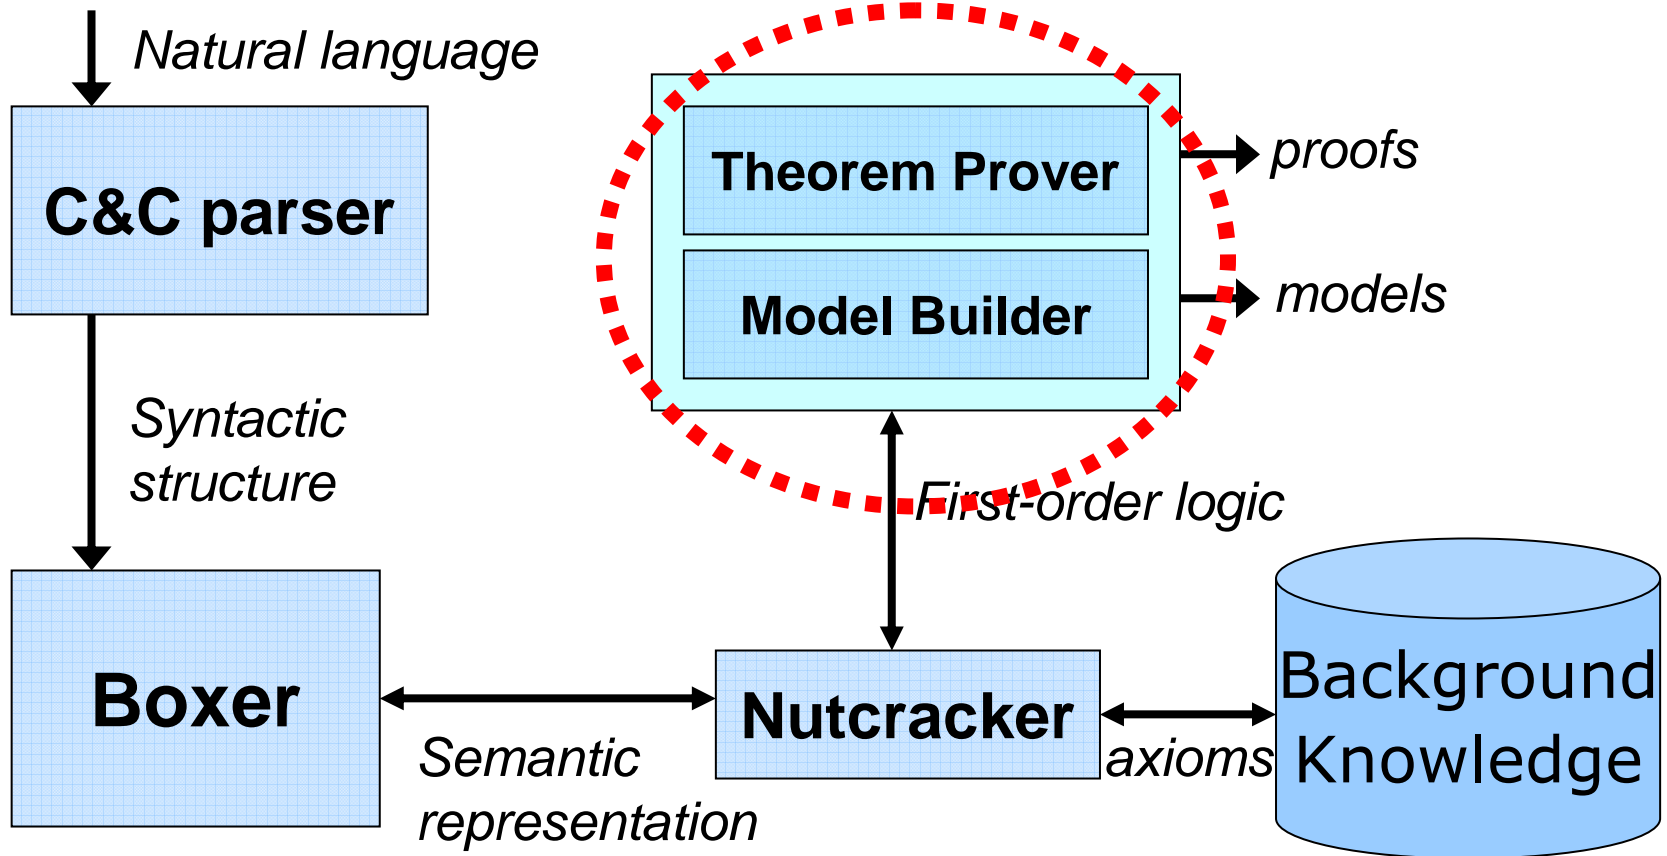 Natural language
C&C parser
Theorem Prover
proofs
Model Builder
models
Syntactic
structure
First-order logic
Boxer
Nutcracker
Semantic
representation
axioms
Background
Knowledge